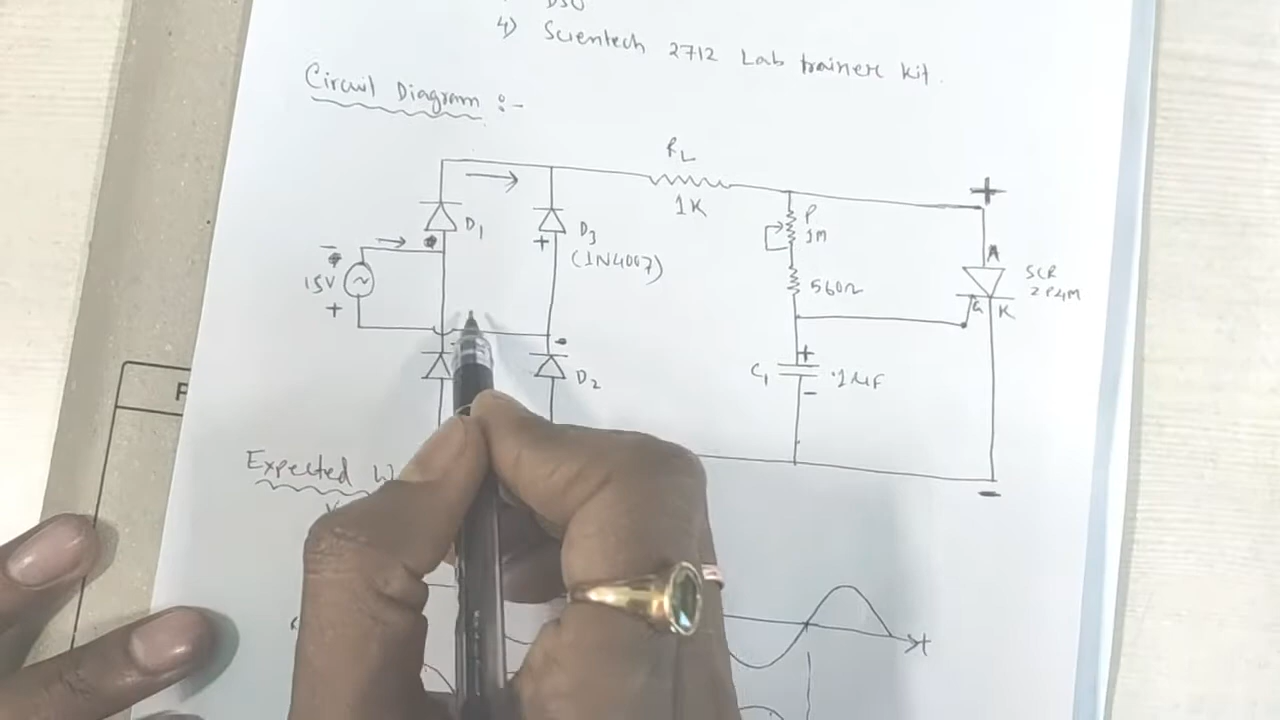 DSO
4) Scientech 2712 Lab trainer kit.
Circuit Diagram :-
RL
1K
+
D1
D3
(1N4007)
P
1M
A
SCR
2P4M
-
15V
+
+
560Ω
G
K
D2
+
C1
.1µF
-
-
Expected
t